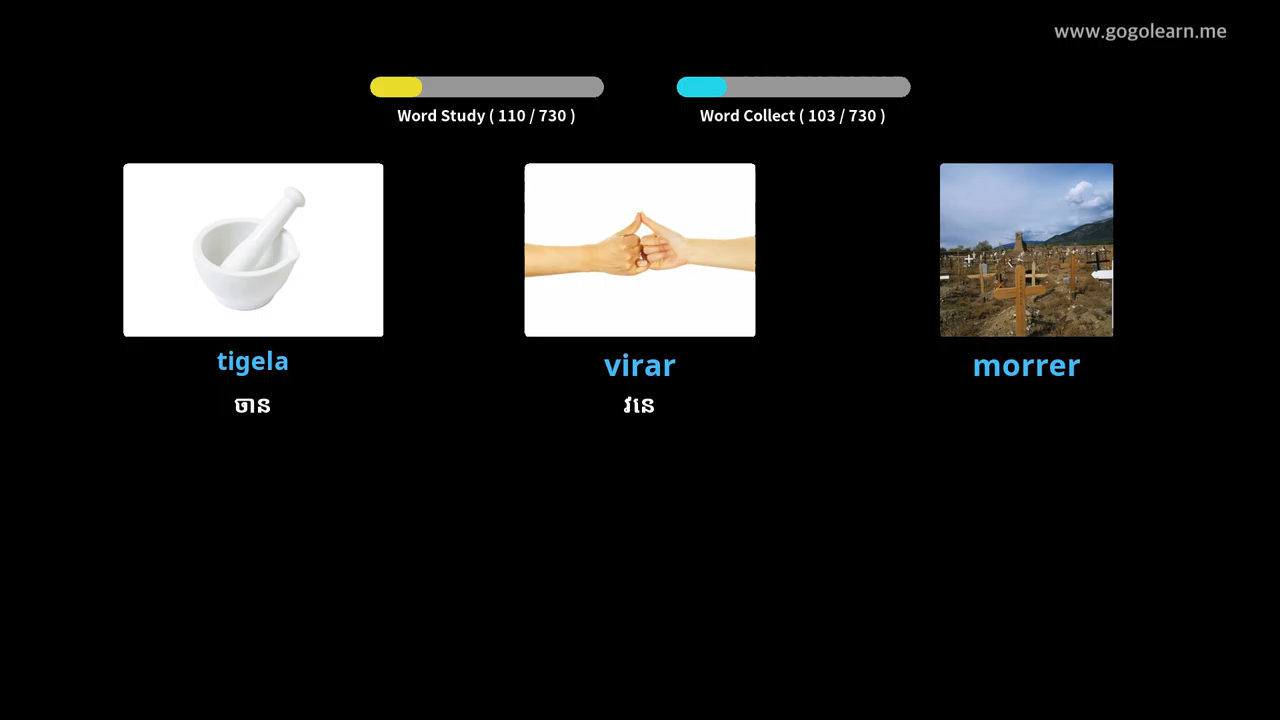 www.gogolearn.me
Word Study ( 110 / 730 )
Word Collect ( 103 / 730 )
tigela
virar
morrer
ចាន
វនេ